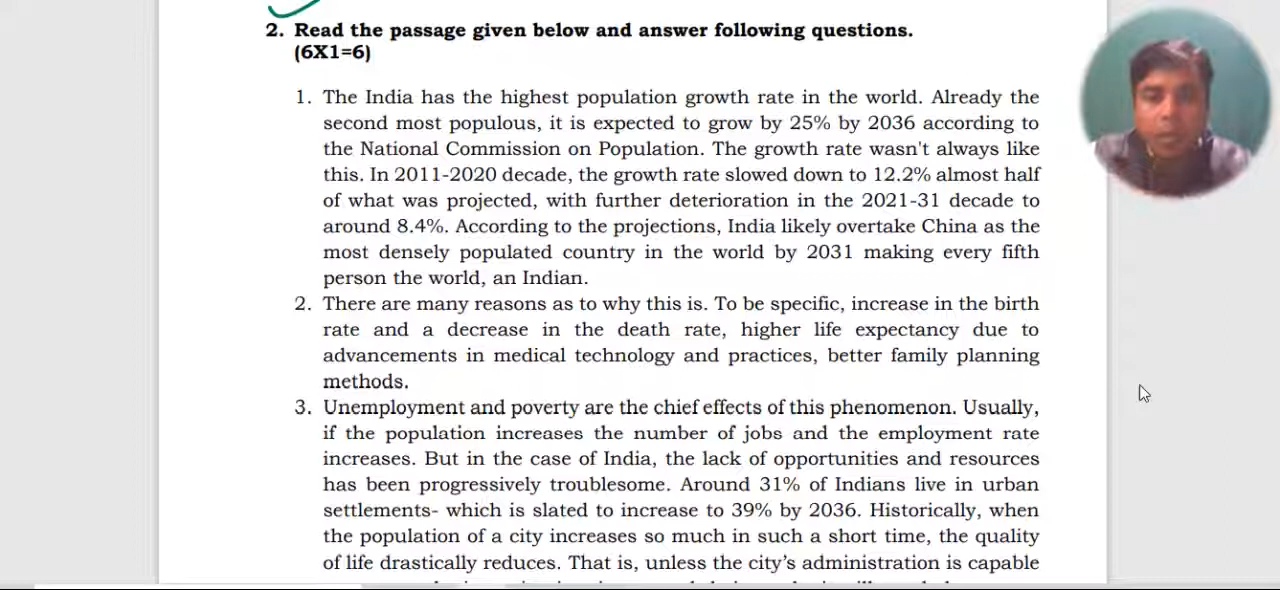 2. Read the passage given below and answer following questions.
(6X1=6)
1. The India has the highest population growth rate in the world. Already the
second most populous, it is expected to grow by 25% by 2036 according to
the National Commission on Population. The growth rate wasn't always like
this. In 2011-2020 decade, the growth rate slowed down to 12.2% almost half
of what was projected, with further deterioration in the 2021-31 decade to
around 8.4%. According to the projections, India likely overtake China as the
most densely populated country in the world by 2031 making every fifth
person the world, an Indian.
2. There are many reasons as to why this is. To be specific, increase in the birth
rate and a decrease in the death rate, higher life expectancy due to
advancements in medical technology and practices, better family planning
methods.
3. Unemployment and poverty are the chief effects of this phenomenon. Usually,
if the population increases the number of jobs and the employment rate
increases. But in the case of India, the lack of opportunities and resources
has been progressively troublesome. Around 31% of Indians live in urban
settlements- which is slated to increase to 39% by 2036. Historically, when
the population of a city increases so much in such a short time, the quality
of life drastically reduces. That is, unless the city's administration is capable